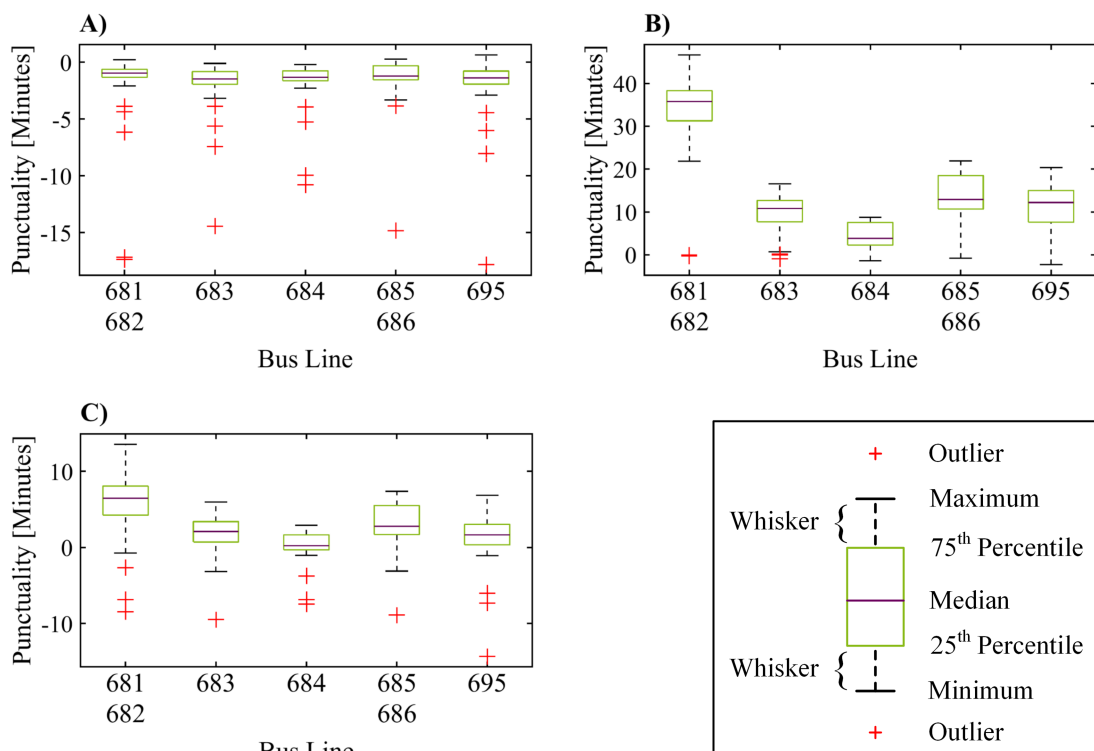 A)
Punctuality [Minutes]
0
-5
-10
-15
681 683 684 685 695
682 686
Bus Line
B)
Punctuality [Minutes]
40
30
20
10
0
681 683 684 685 695
682 686
Bus Line
C)
Punctuality [Minutes]
10
0
-10
681 683 684 685 695
682 686
Bus Line
Outlier
Maximum
Whisker {
75th Percentile
Median
25th Percentile
Whisker {
Minimum
Outlier